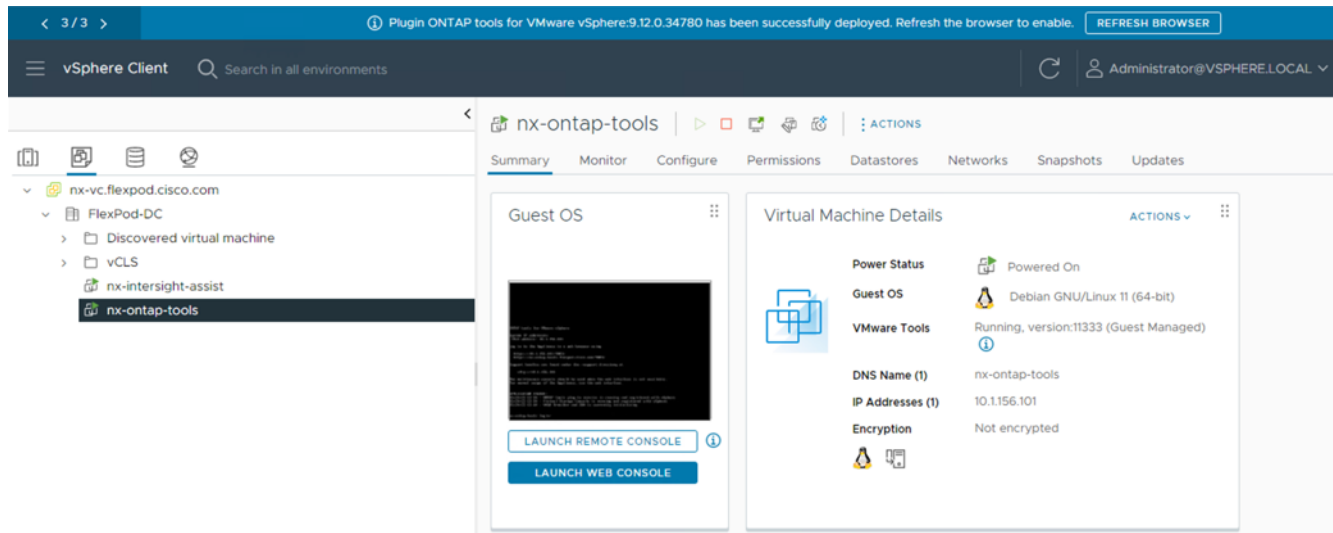 3 / 3
Plugin ONTAP tools for VMware vSphere:9.12.0.34780 has been successfully deployed. Refresh the browser to enable. REFRESH BROWSER
vSphere Client Search in all environments Administrator@VSPHERE.LOCAL
nx-vc.flexpod.cisco.com
FlexPod-DC
Discovered virtual machine
vCLS
nx-intersight-assist
nx-ontap-tools
nx-ontap-tools ACTIONS
Summary Monitor Configure Permissions Datastores Networks Snapshots Updates
Guest OS
LAUNCH REMOTE CONSOLE
LAUNCH WEB CONSOLE
Virtual Machine Details ACTIONS
Power Status Powered On
Guest OS Debian GNU/Linux 11 (64-bit)
VMware Tools Running, version:11333 (Guest Managed)
DNS Name (1) nx-ontap-tools
IP Addresses (1) 10.1.156.101
Encryption Not encrypted